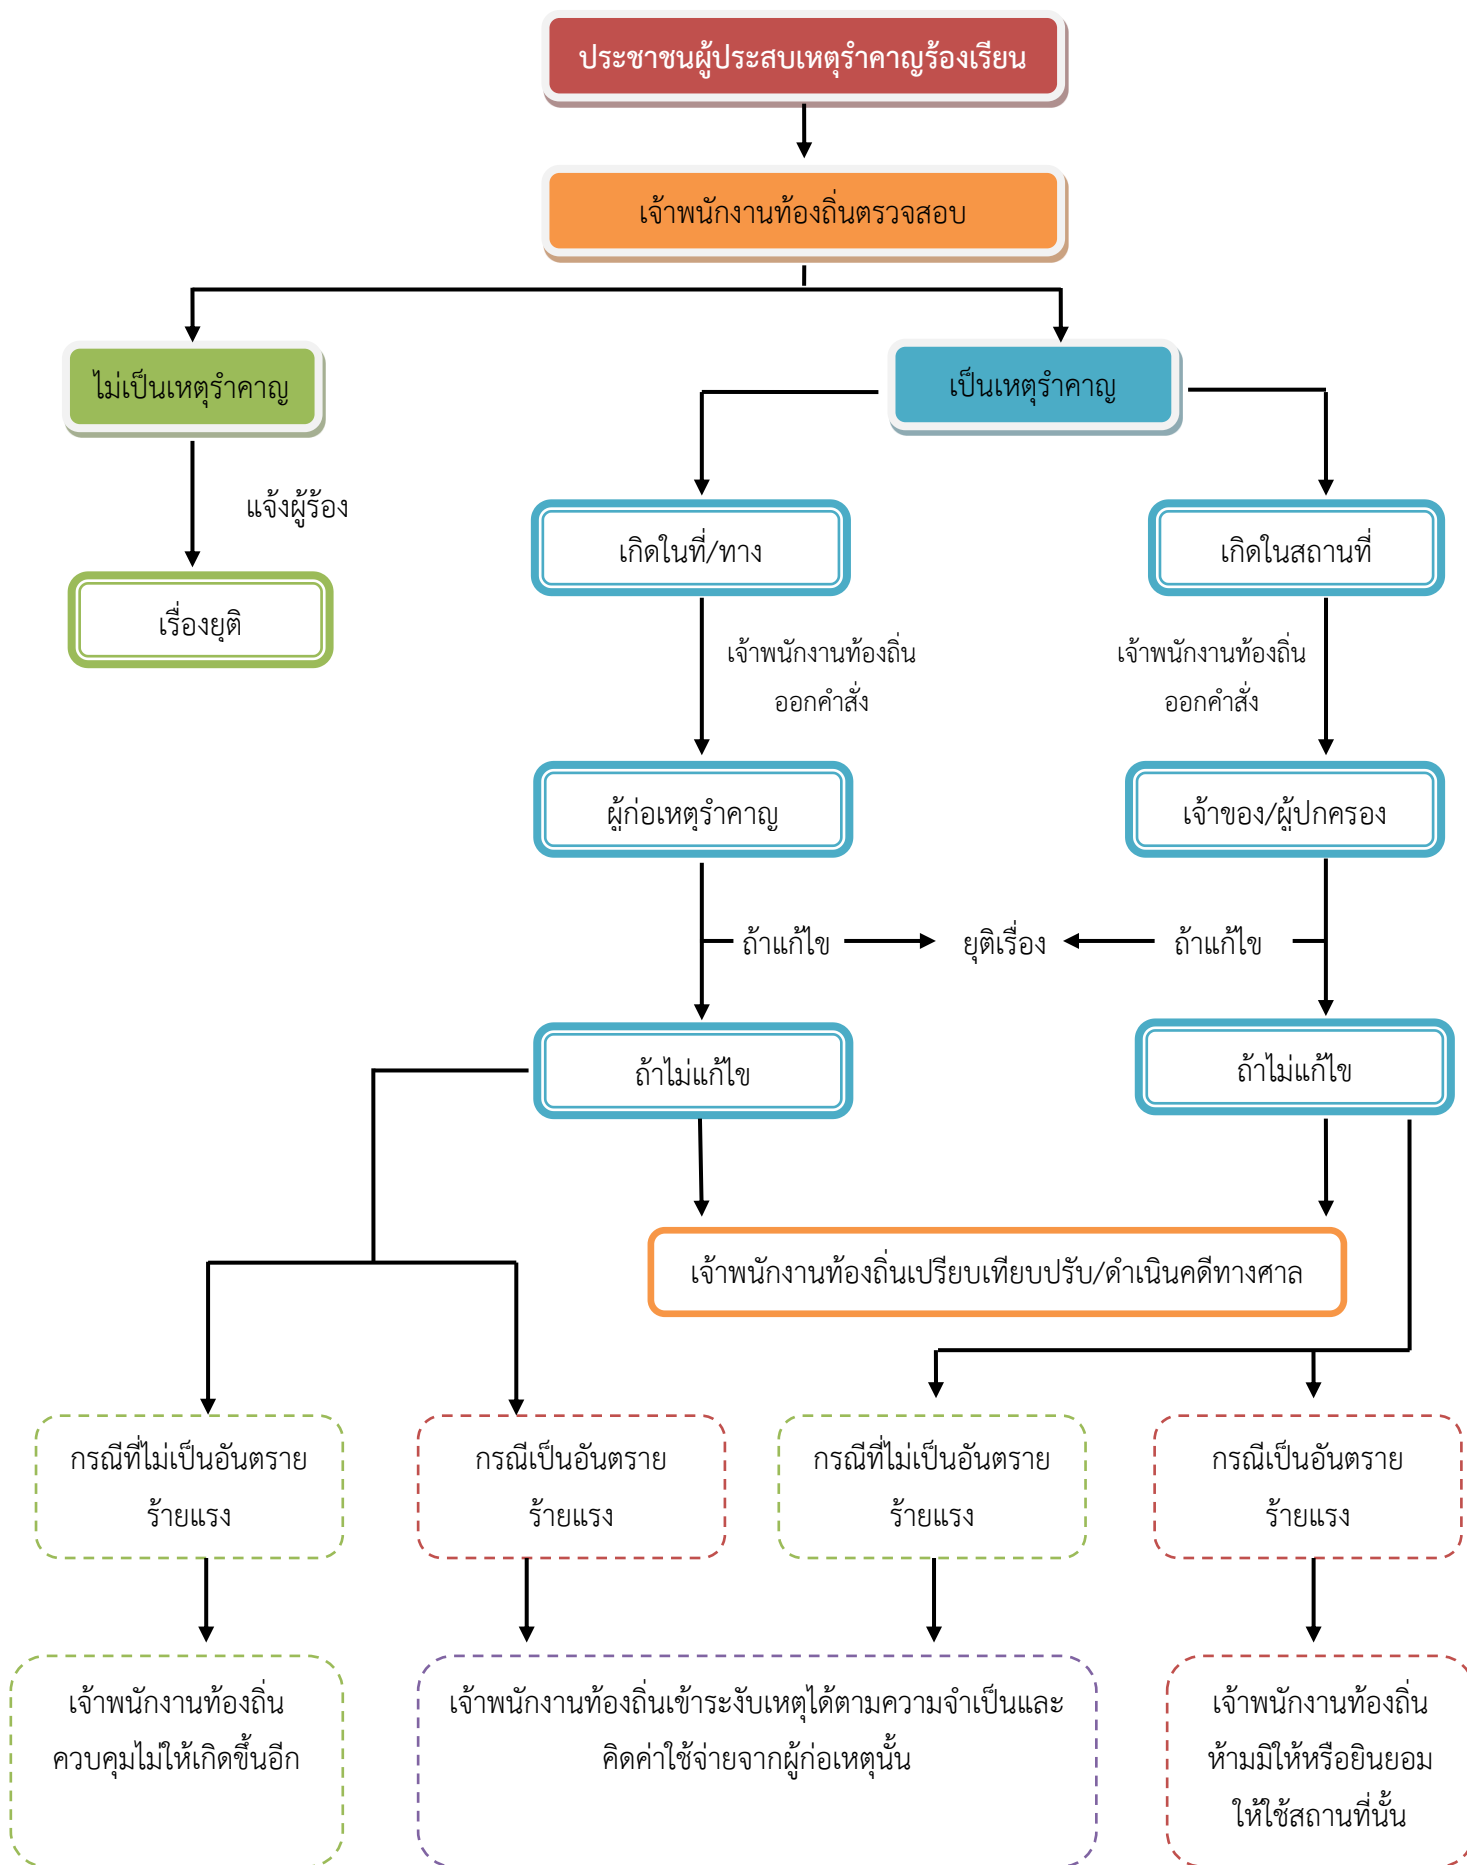 ประชาชนผู้ประสบเหตุรำคาญร้องเรียน
เจ้าพนักงานท้องถิ่นตรวจสอบ
ไม่เป็นเหตุรำคาญ
เป็นเหตุรำคาญ
แจ้งผู้ร้อง
เกิดในที่/ทาง
เกิดในสถานที่
เรื่องยุติ
เจ้าพนักงานท้องถิ่น
ออกคำสั่ง
เจ้าพนักงานท้องถิ่น
ออกคำสั่ง
ผู้ก่อเหตุรำคาญ
เจ้าของ/ผู้ปกครอง
ถ้าแก้ไข
ยุติเรื่อง
ถ้าแก้ไข
ถ้าไม่แก้ไข
ถ้าไม่แก้ไข
เจ้าพนักงานท้องถิ่นเปรียบเทียบปรับ/ดำเนินคดีทางศาล
กรณีที่ไม่เป็นอันตราย
ร้ายแรง
กรณีเป็นอันตราย
ร้ายแรง
กรณีที่ไม่เป็นอันตราย
ร้ายแรง
กรณีเป็นอันตราย
ร้ายแรง
เจ้าพนักงานท้องถิ่น
ควบคุมไม่ให้เกิดขึ้นอีก
เจ้าพนักงานท้องถิ่นเข้าระงับเหตุได้ตามความจำเป็นและ
คิดค่าใช้จ่ายจากผู้ก่อเหตุนั้น
เจ้าพนักงานท้องถิ่น
ห้ามมิให้หรือยินยอม
ให้ใช้สถานที่นั้น